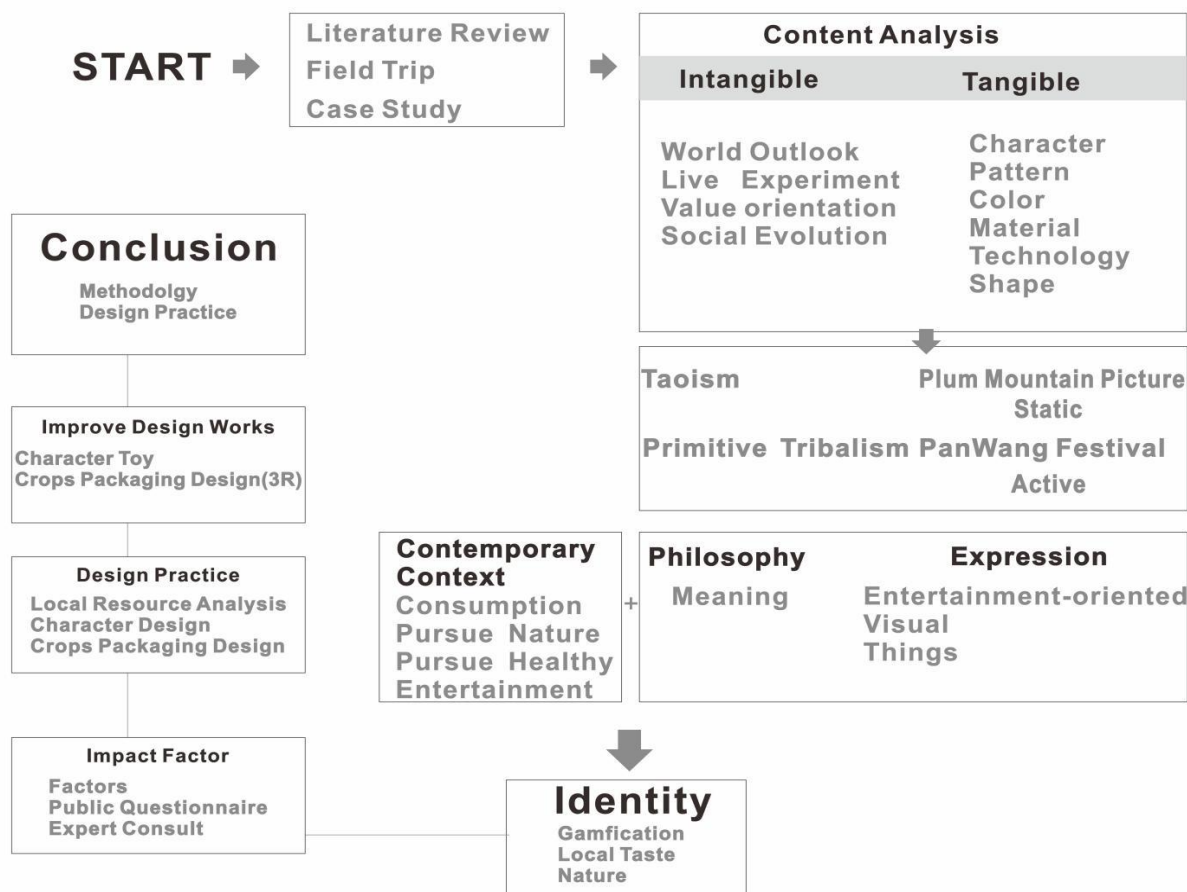 START
Literature Review
Field Trip
Case Study
Content Analysis
Intangible
Tangible
World Outlook
Live Experiment
Value orientation
Social Evolution
Character
Pattern
Color
Material
Technology
Shape
Taoism
Plum Mountain Picture
Static
Primitive Tribalism PanWang Festival
Active
Contemporary
Context
Consumption
Pursue Nature
Pursue Healthy
Entertainment
+
Philosophy
Meaning
Expression
Entertainment-oriented
Visual
Things
Identity
Gamfication
Local Taste
Nature
Impact Factor
Factors
Public Questionnaire
Expert Consult
Design Practice
Local Resource Analysis
Character Design
Crops Packaging Design
Improve Design Works
Character Toy
Crops Packaging Design(3R)
Conclusion
Methodolgy
Design Practice